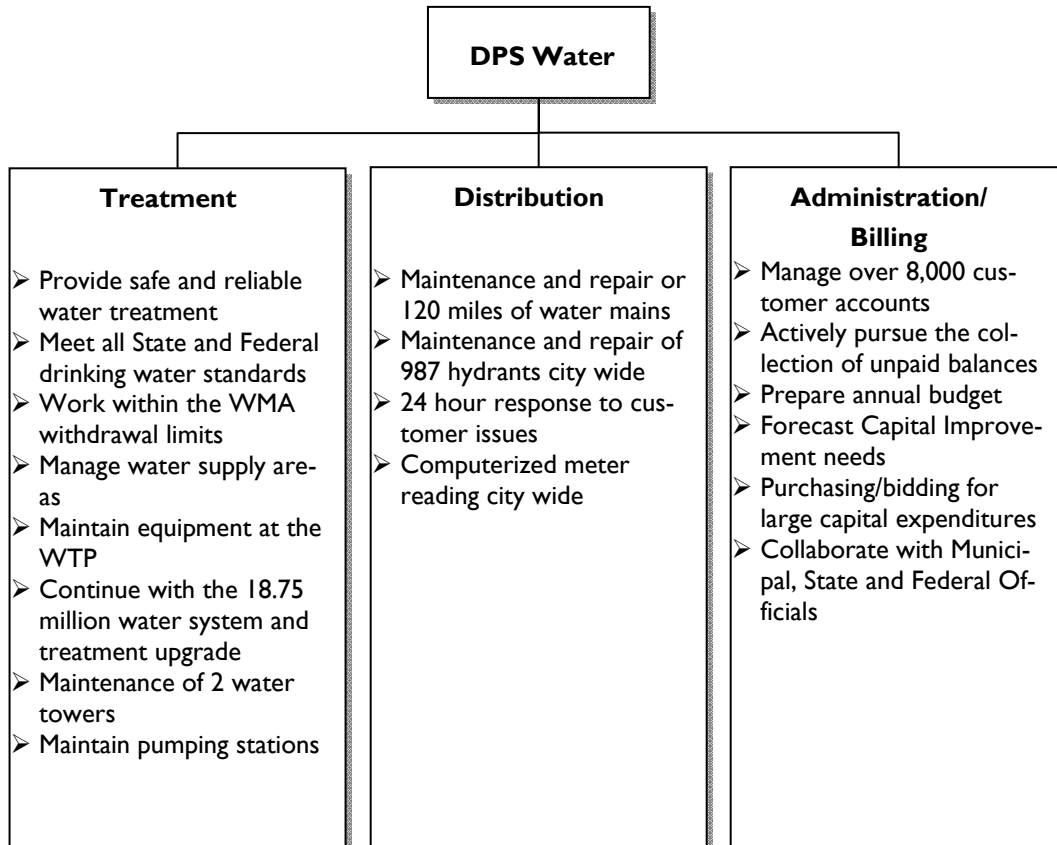 DPS Water
Treatment
➢ Provide safe and reliable
water treatment
➢ Meet all State and Federal
drinking water standards
➢ Work within the WMA
withdrawal limits
➢ Manage water supply are-
as
➢ Maintain equipment at the
WTP
➢ Continue with the 18.75
million water system and
treatment upgrade
➢ Maintenance of 2 water
towers
➢ Maintain pumping stations
Distribution
➢ Maintenance and repair or
120 miles of water mains
➢ Maintenance and repair of
987 hydrants city wide
➢ 24 hour response to cus-
tomer issues
➢ Computerized meter
reading city wide
Administration/
Billing
➢ Manage over 8,000 cus-
tomer accounts
➢ Actively pursue the col-
lection of unpaid balances
➢ Prepare annual budget
➢ Forecast Capital Improve-
ment needs
➢ Purchasing/bidding for
large capital expenditures
➢ Collaborate with Munici-
pal, State and Federal Of-
ficials